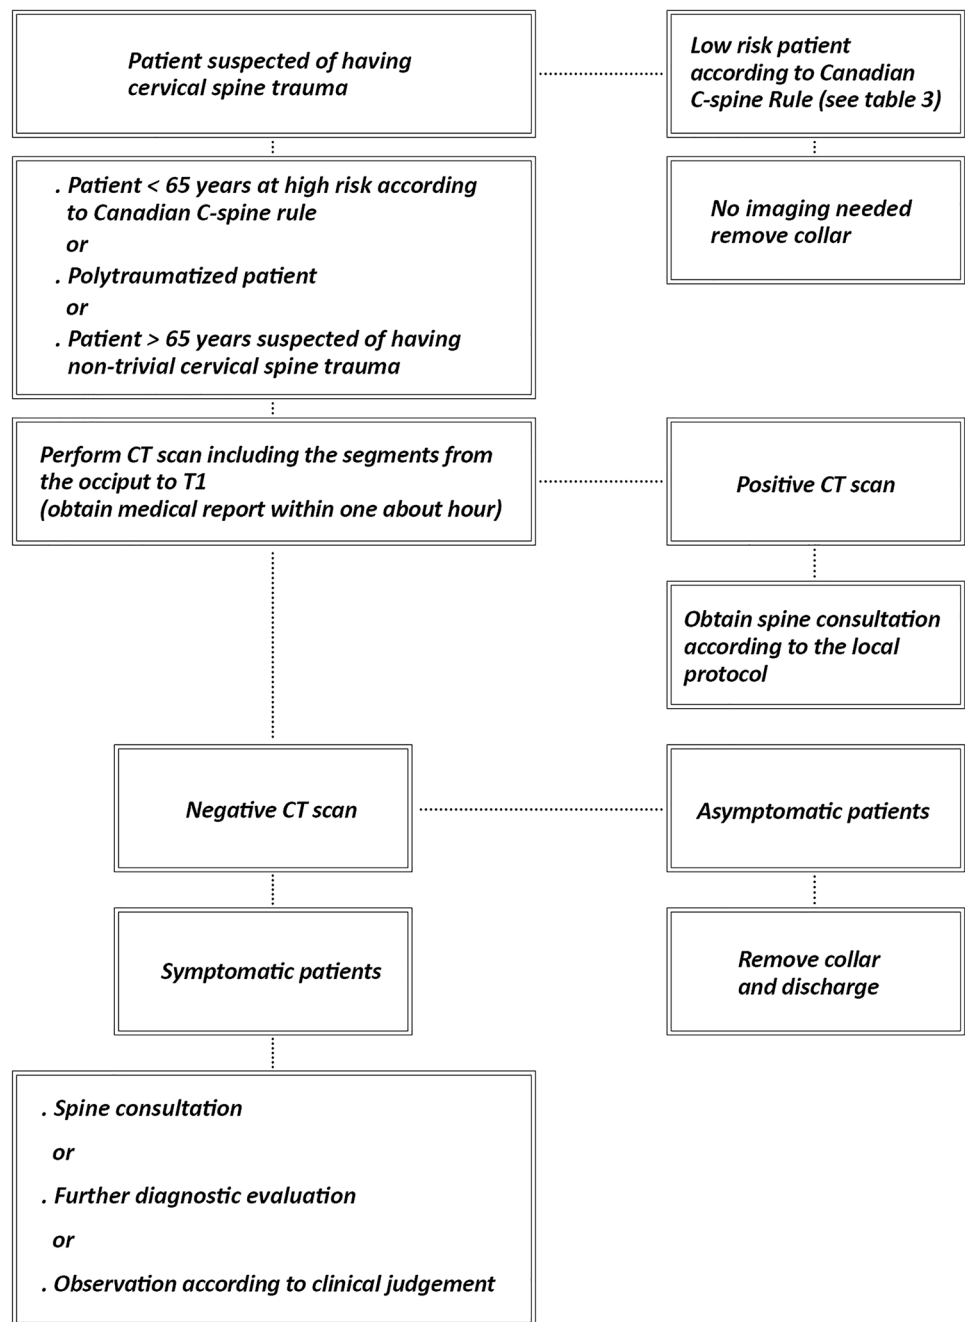 Patient suspected of having
cervical spine trauma
Low risk patient
according to Canadian
C-spine Rule (see table 3)
. Patient < 65 years at high risk according
to Canadian C-spine rule
or
. Polytraumatized patient
or
. Patient > 65 years suspected of having
non-trivial cervical spine trauma
No imaging needed
remove collar
Perform CT scan including the segments from
the occiput to T1
(obtain medical report within one about hour)
Positive CT scan
Obtain spine consultation
according to the local
protocol
Negative CT scan
Asymptomatic patients
Symptomatic patients
Remove collar
and discharge
. Spine consultation
or
. Further diagnostic evaluation
or
. Observation according to clinical judgement